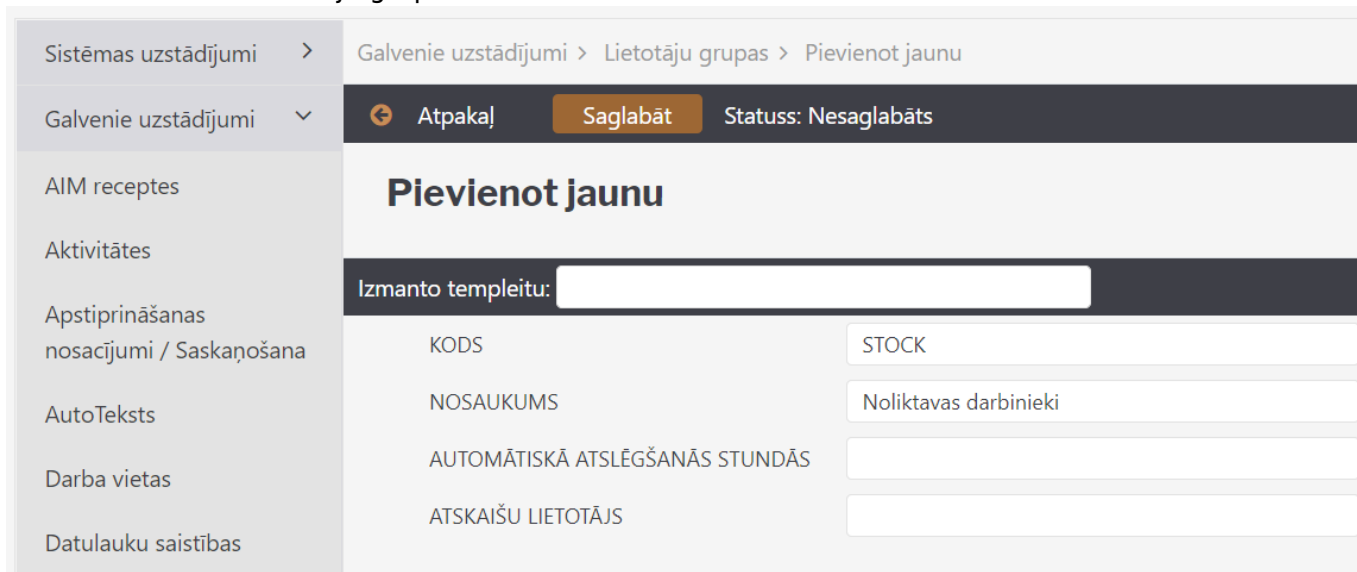 Sistēmas uzstādījumi
Galvenie uzstādījumi
AIM receptes
Aktivitātes
Apstiprināšanas
nosacījumi / Saskaņošana
AutoTeksts
Darba vietas
Datulauku saistības
Galvenie uzstādījumi > Lietotāju grupas > Pievienot jaunu
Atpakaļ Saglabāt Statuss: Nesaglabāts
Pievienot jaunu
Izmanto templeitu:
KODS STOCK
NOSAUKUMS Noliktavas darbinieki
AUTOMĀTISKĀ ATSLĒGŠANĀS STUNDĀS
ATSKAIŠU LIETOTĀJS